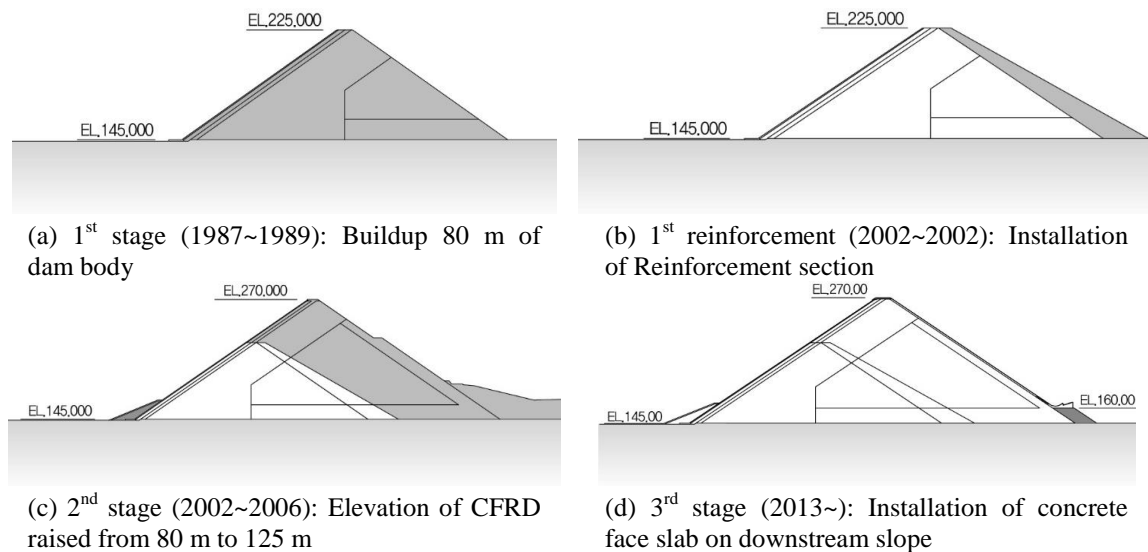 EL.225.000
EL.225.000
EL.145.000
EL.145.000
(a) 1st stage (1987~1989): Buildup 80 m of
dam body
(b) 1st reinforcement (2002~2002): Installation
of Reinforcement section
EL.270.000
EL.270.00
EL.145.000
EL.145.00
EL.160.00
(c) 2nd stage (2002~2006): Elevation of CFRD
raised from 80 m to 125 m
(d) 3rd stage (2013~): Installation of concrete
face slab on downstream slope